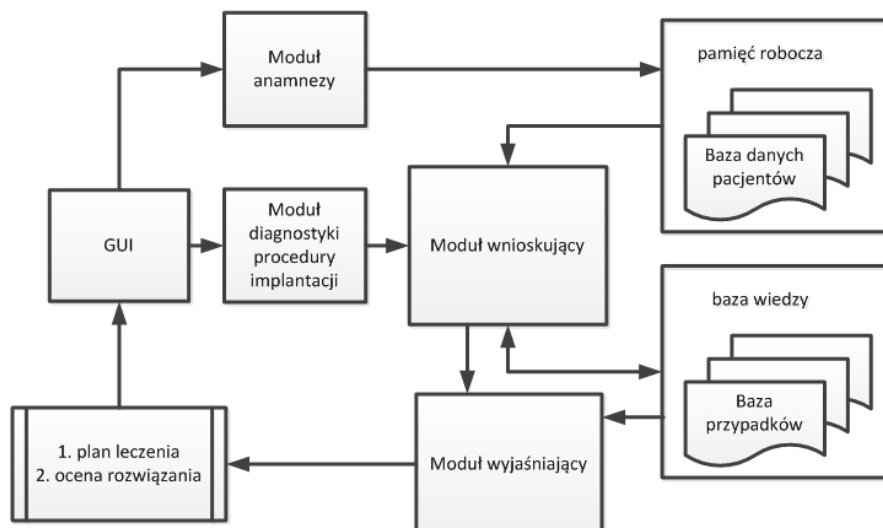 Moduł
anamnezy
pamięć robocza
Baza danych
pacjentów
GUI
Moduł
diagnostyki
procedury
implantacji
Moduł wnioskujący
baza wiedzy
Baza
przypadków
1. plan leczenia
2. ocena rozwiązania
Moduł wyjaśniający